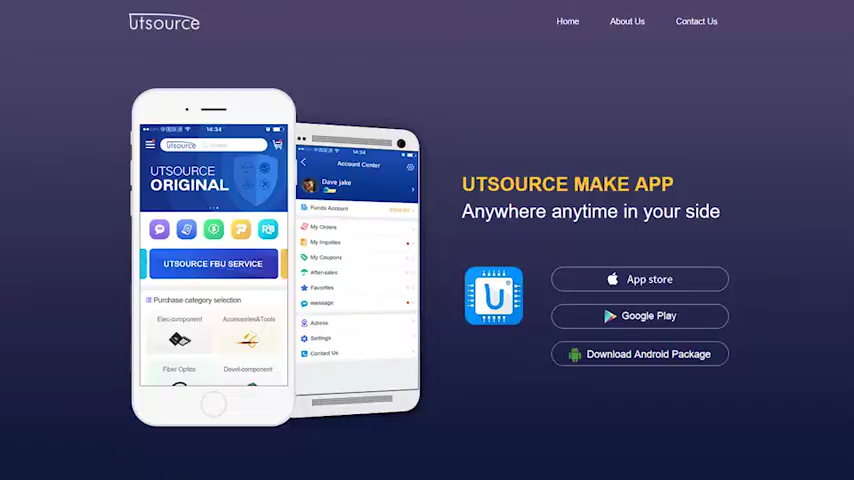 utsource
Home
About Us
Contact Us
14:34
utsource
UTSOURCE
ORIGINAL
UTSOURCE FBU SERVICE
Purchase category selection
Elec-component
Accessories&Tools
Fiber Optics
Devel-component
14:34
Account Center
Dave jake
Funds Account
My Orders
My Inquiries
My Coupons
After-sales
Favorites
message
Adress
Settings
Contact Us
UTSOURCE MAKE APP
Anywhere anytime in your side
U
App store
Google Play
Download Android Package